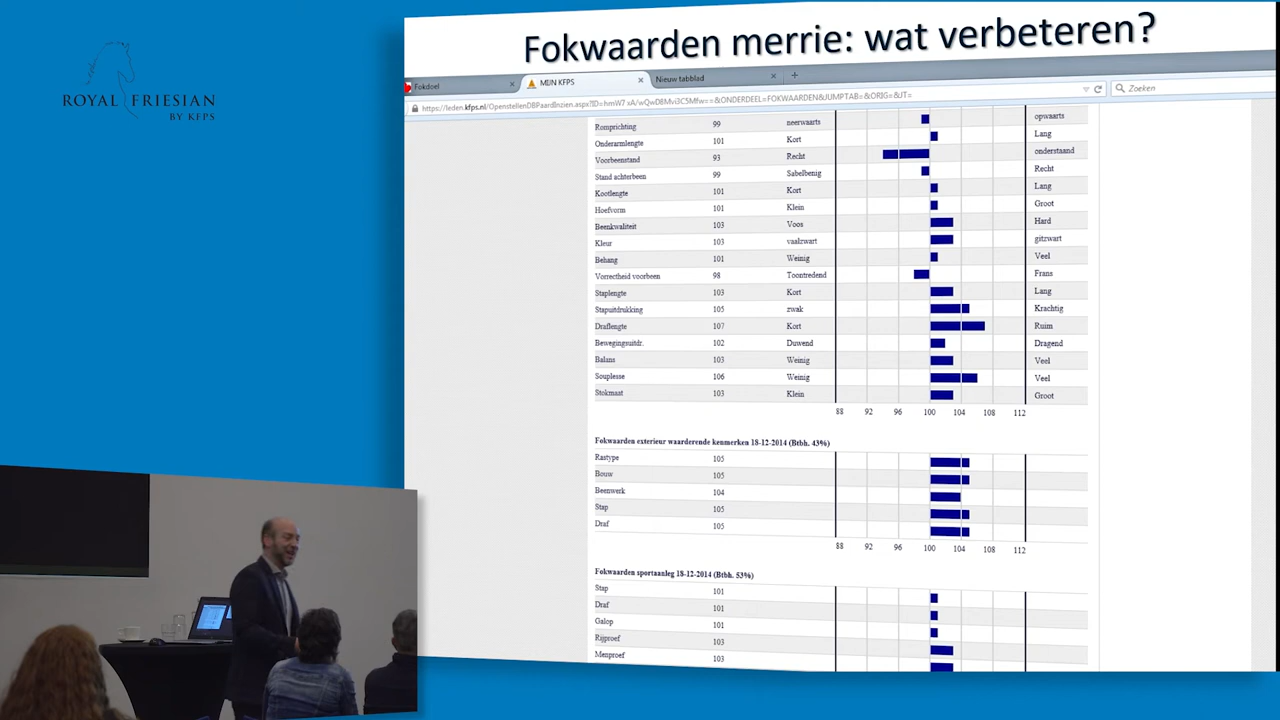 Fokwaarden merrie: wat verbeteren?
ROYAL FRIESIAN
BY KFPS
Fokdoel × MIJN KFPS × Nieuw tabblad × +
Zoeken
Romprichting 99 neerwaarts opwaarts
Onderarmlengte 101 Kort Lang
Voorbeenstand 93 Recht onderstaand
Stand achterbeen 99 Sabelbenig Recht
Kootlengte 101 Kort Lang
Hoefvorm 101 Klein Groot
Beenkwaliteit 103 Voos Hard
Kleur 103 vaalzwart gitzwart
Behang 101 Weinig Veel
Vorrectheid voorbeen 98 Toontredend Frans
Staplengte 103 Kort Lang
Stapuitdrukking 105 zwak Krachtig
Draflengte 107 Kort Ruim
Bewegingsuitdr. 102 Duwend Dragend
Balans 103 Weinig Veel
Souplesse 106 Weinig Veel
Stokmaat 103 Klein Groot
88 92 96 100 104 108 112
Fokwaarden exterieur waarderende kenmerken 18-12-2014 (Btbh. 43%)
Rastype 105
Bouw 105
Beenwerk 104
Stap 105
Draf 105
88 92 96 100 104 108 112
Fokwaarden sportaanleg 18-12-2014 (Btbh. 53%)
Stap 101
Draf 101
Galop 101
Rijproef 103
Menproef 103